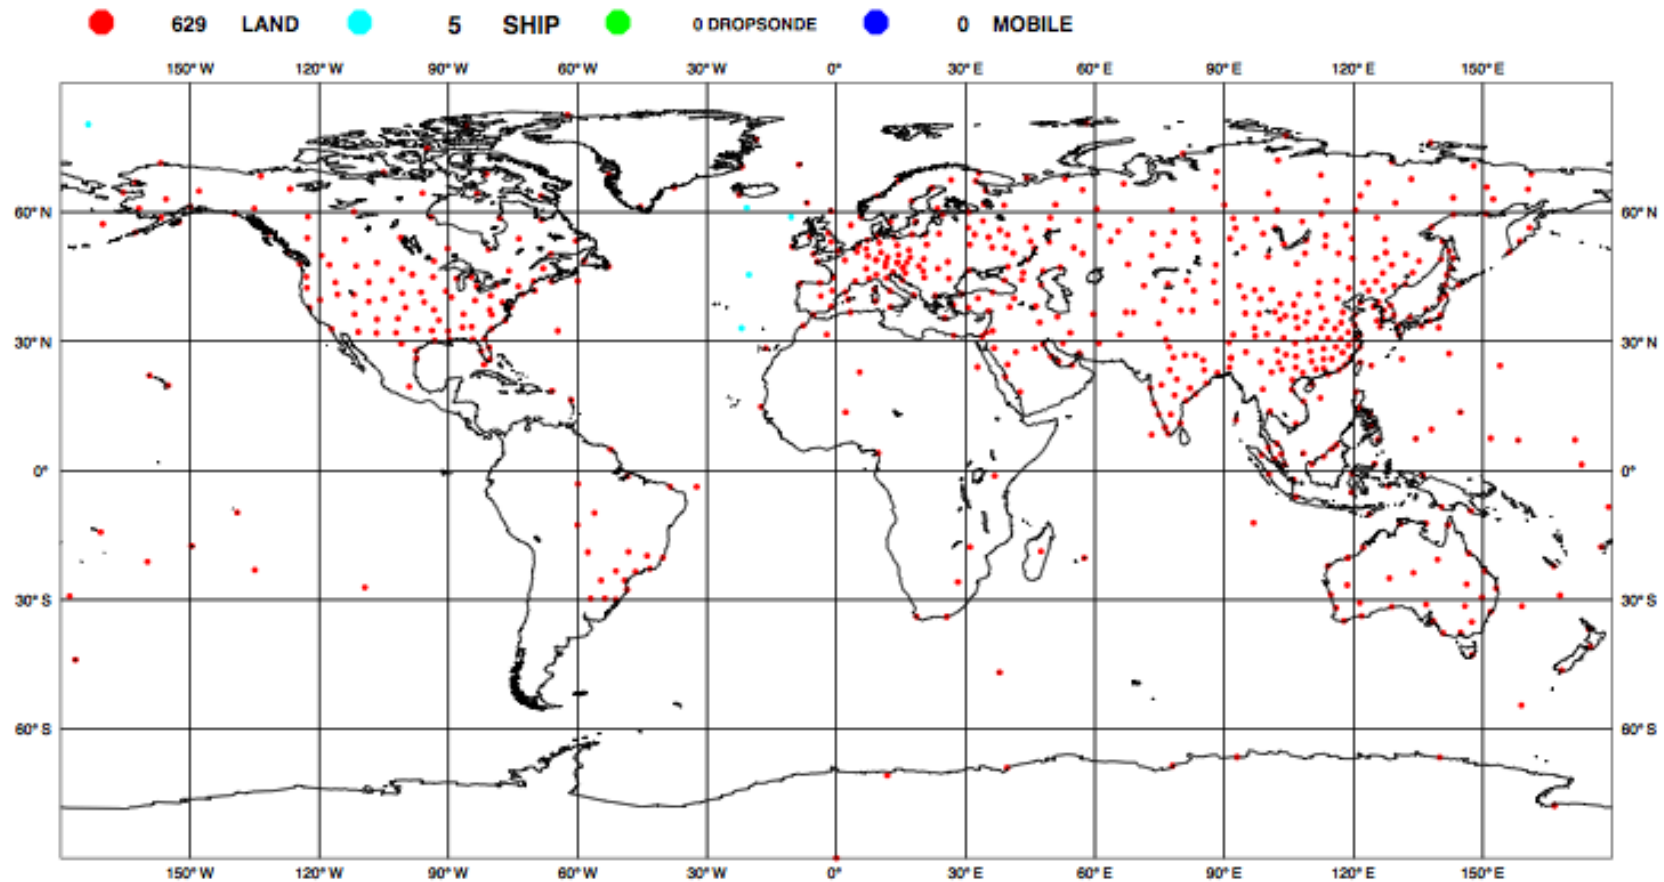 629 LAND 5 SHIP 0 DROPSONDE 0 MOBILE
150° W 120° W 90° W 60° W 30° W 0° 30° E 60° E 90° E 120° E 150° E
60° N 60° N
30° N 30° N
0° 0°
30° S 30° S
60° S 60° S
150° W 120° W 90° W 60° W 30° W 0° 30° E 60° E 90° E 120° E 150° E